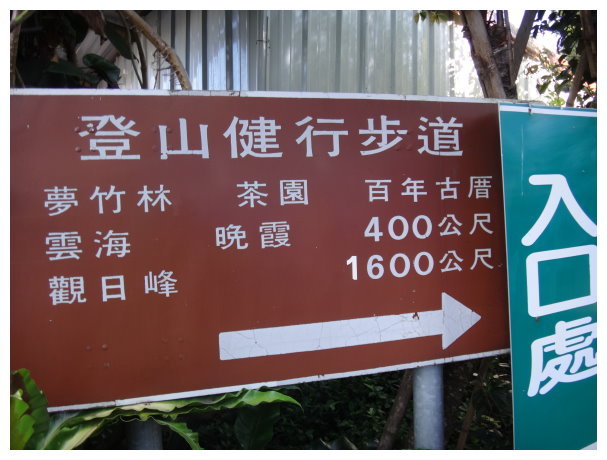 登山健行步道
夢竹林 茶園 百年古厝
雲海 晚霞 400公尺
觀日峰 1600公尺
入口處